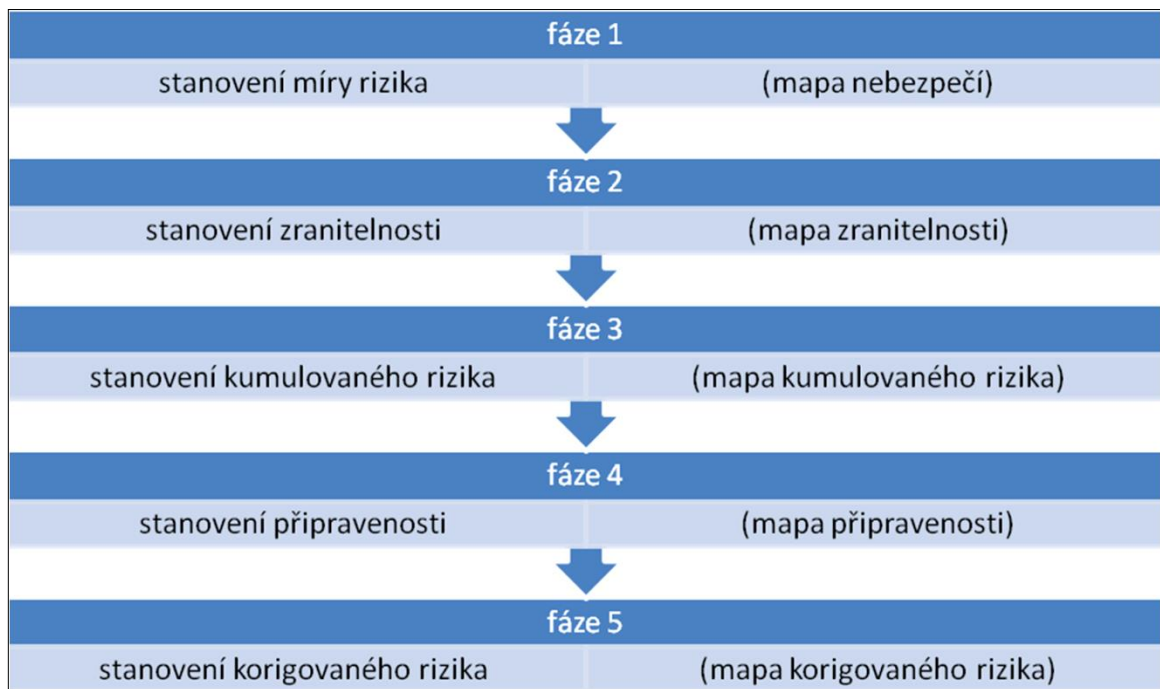 fáze 1
stanovení míry rizika (mapa nebezpečí)
fáze 2
stanovení zranitelnosti (mapa zranitelnosti)
fáze 3
stanovení kumulovaného rizika (mapa kumulovaného rizika)
fáze 4
stanovení připravenosti (mapa připravenosti)
fáze 5
stanovení korigovaného rizika (mapa korigovaného rizika)